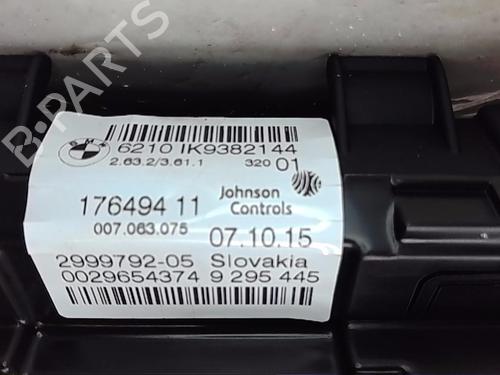 BMW
6210 IK9382144
2.63.2/3.61.1
320 01
176494 11
007.063.075
Johnson
Controls
07.10.15
2999792-05 Slovakia
0029654374 9 295 445
B-PARTS